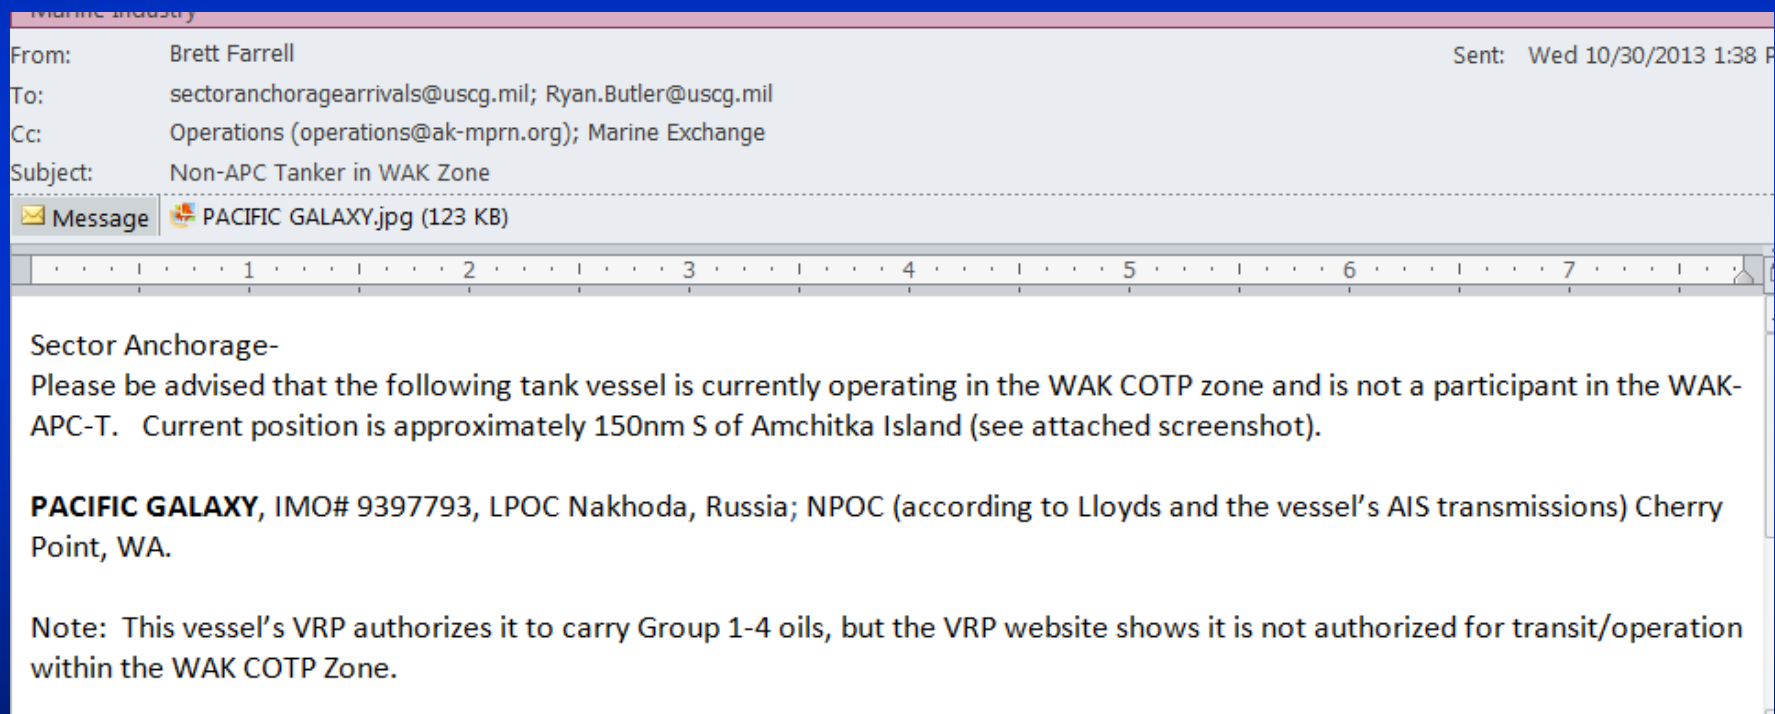 Marine Industry
From: Brett Farrell Sent: Wed 10/30/2013 1:38 P
To: sectoranchoragearrivals@uscg.mil; Ryan.Butler@uscg.mil
Cc: Operations (operations@ak-mprn.org); Marine Exchange
Subject: Non-APC Tanker in WAK Zone
Message PACIFIC GALAXY.jpg (123 KB)
1 2 3 4 5 6 7
Sector Anchorage-
Please be advised that the following tank vessel is currently operating in the WAK COTP zone and is not a participant in the WAK-
APC-T. Current position is approximately 150nm S of Amchitka Island (see attached screenshot).
PACIFIC GALAXY, IMO# 9397793, LPOC Nakhoda, Russia; NPOC (according to Lloyds and the vessel's AIS transmissions) Cherry
Point, WA.
Note: This vessel's VRP authorizes it to carry Group 1-4 oils, but the VRP website shows it is not authorized for transit/operation
within the WAK COTP Zone.